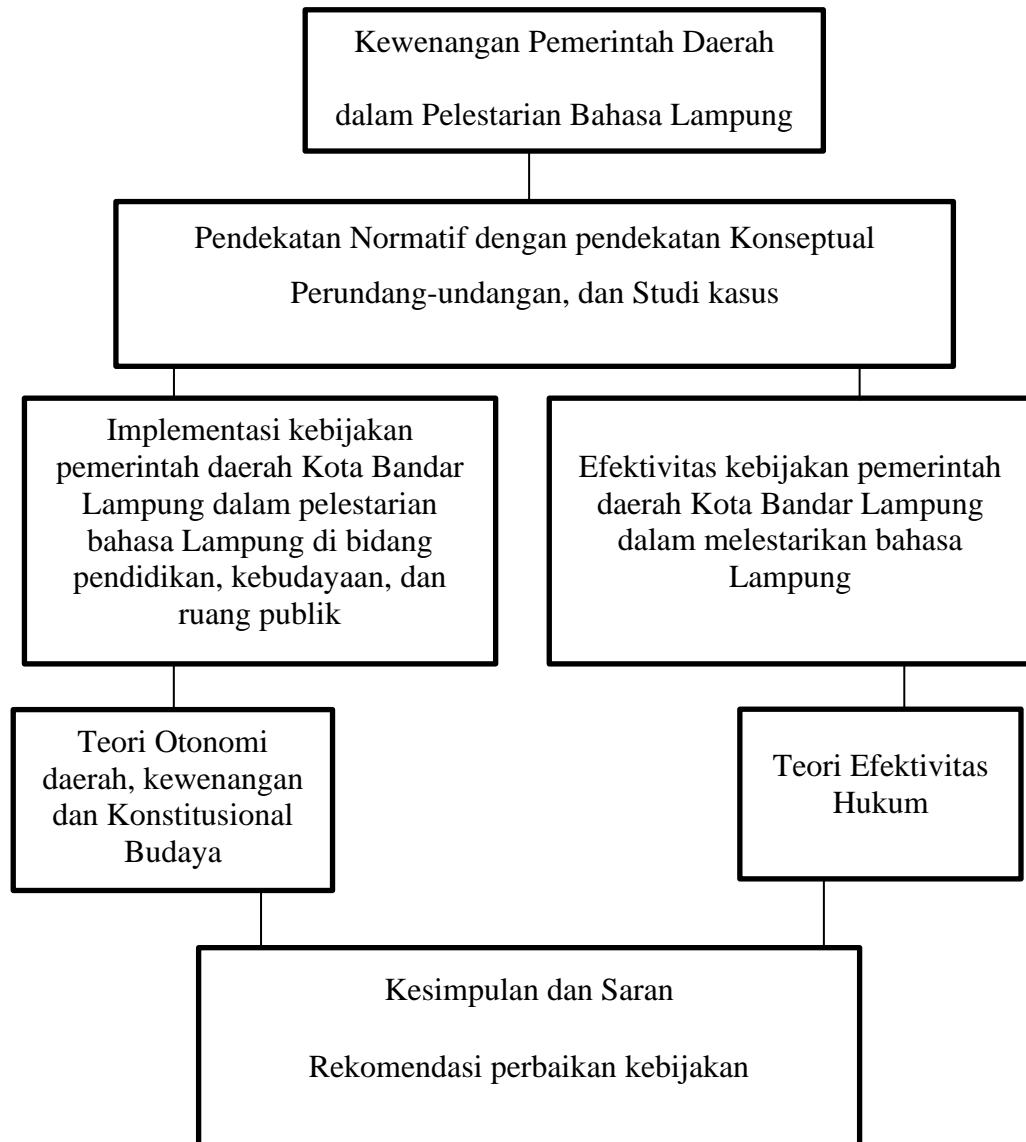 Kewenangan Pemerintah Daerah
dalam Pelestarian Bahasa Lampung
Pendekatan Normatif dengan pendekatan Konseptual
Perundang-undangan, dan Studi kasus
Implementasi kebijakan
pemerintah daerah Kota Bandar
Lampung dalam pelestarian
bahasa Lampung di bidang
pendidikan, kebudayaan, dan
ruang publik
Efektivitas kebijakan pemerintah
daerah Kota Bandar Lampung
dalam melestarikan bahasa
Lampung
Teori Otonomi
daerah, kewenangan
dan Konstitusional
Budaya
Teori Efektivitas
Hukum
Kesimpulan dan Saran
Rekomendasi perbaikan kebijakan